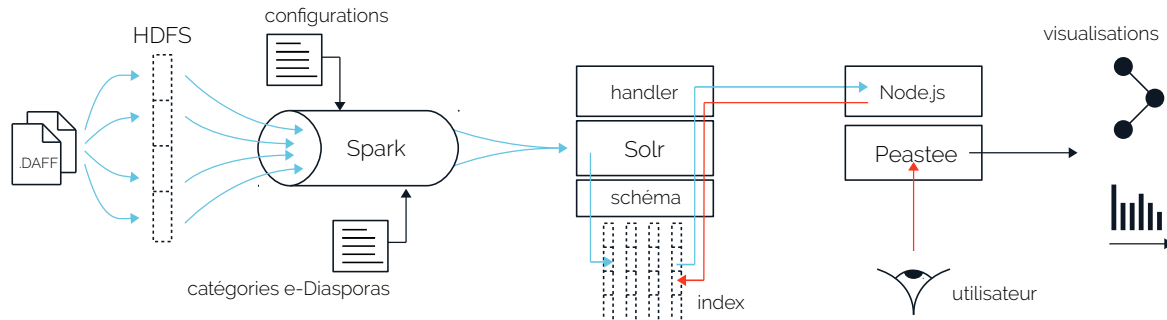 configurations
HDFS
visualisations
handler
Node.js
.DAFF
Spark
Solr
Peastee
schéma
catégories e-Diasporas
index
utilisateur